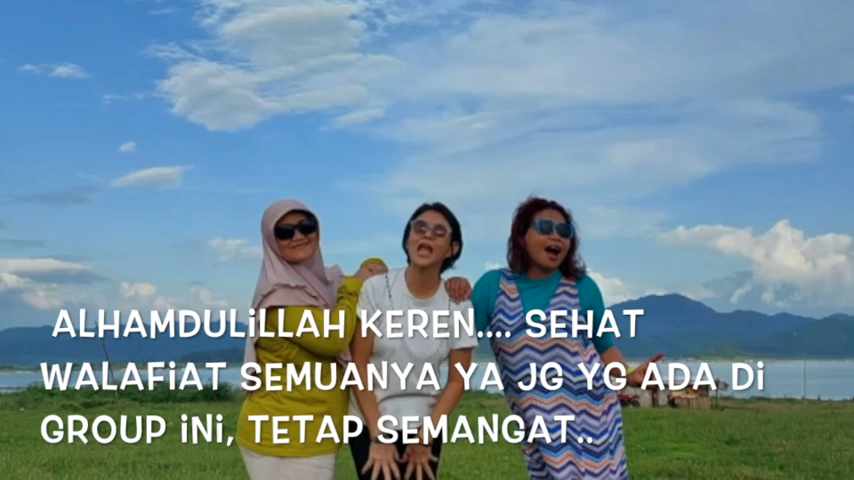 ALHAMDULiLLAH KEREN.... SEHAT
WALAFiAT SEMUANYA YA JG YG ADA Di
GROUP iNi, TETAP SEMANGAT..